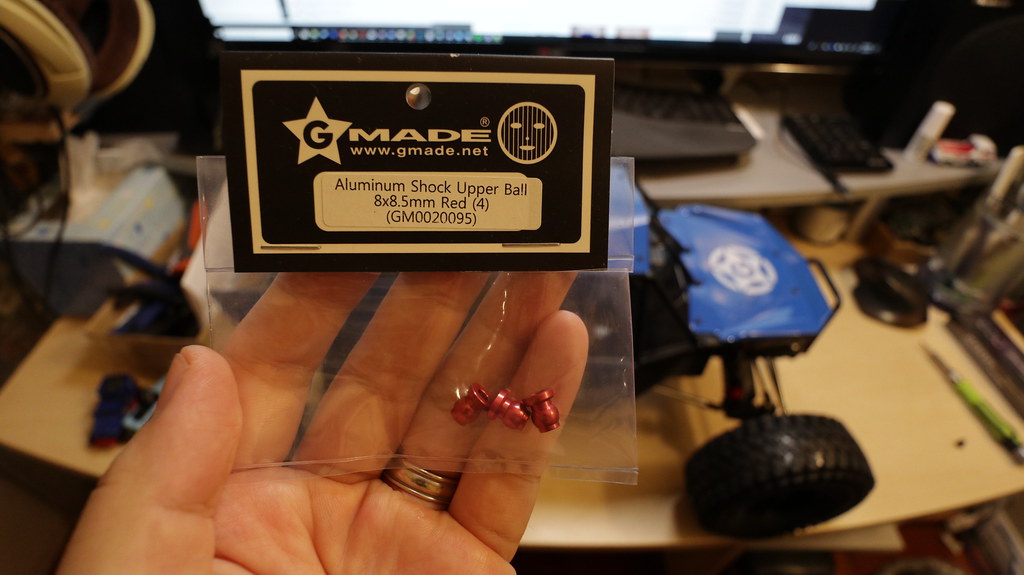 GMADE®
www.gmade.net
Aluminum Shock Upper Ball
8x8.5mm Red (4)
(GM0020095)